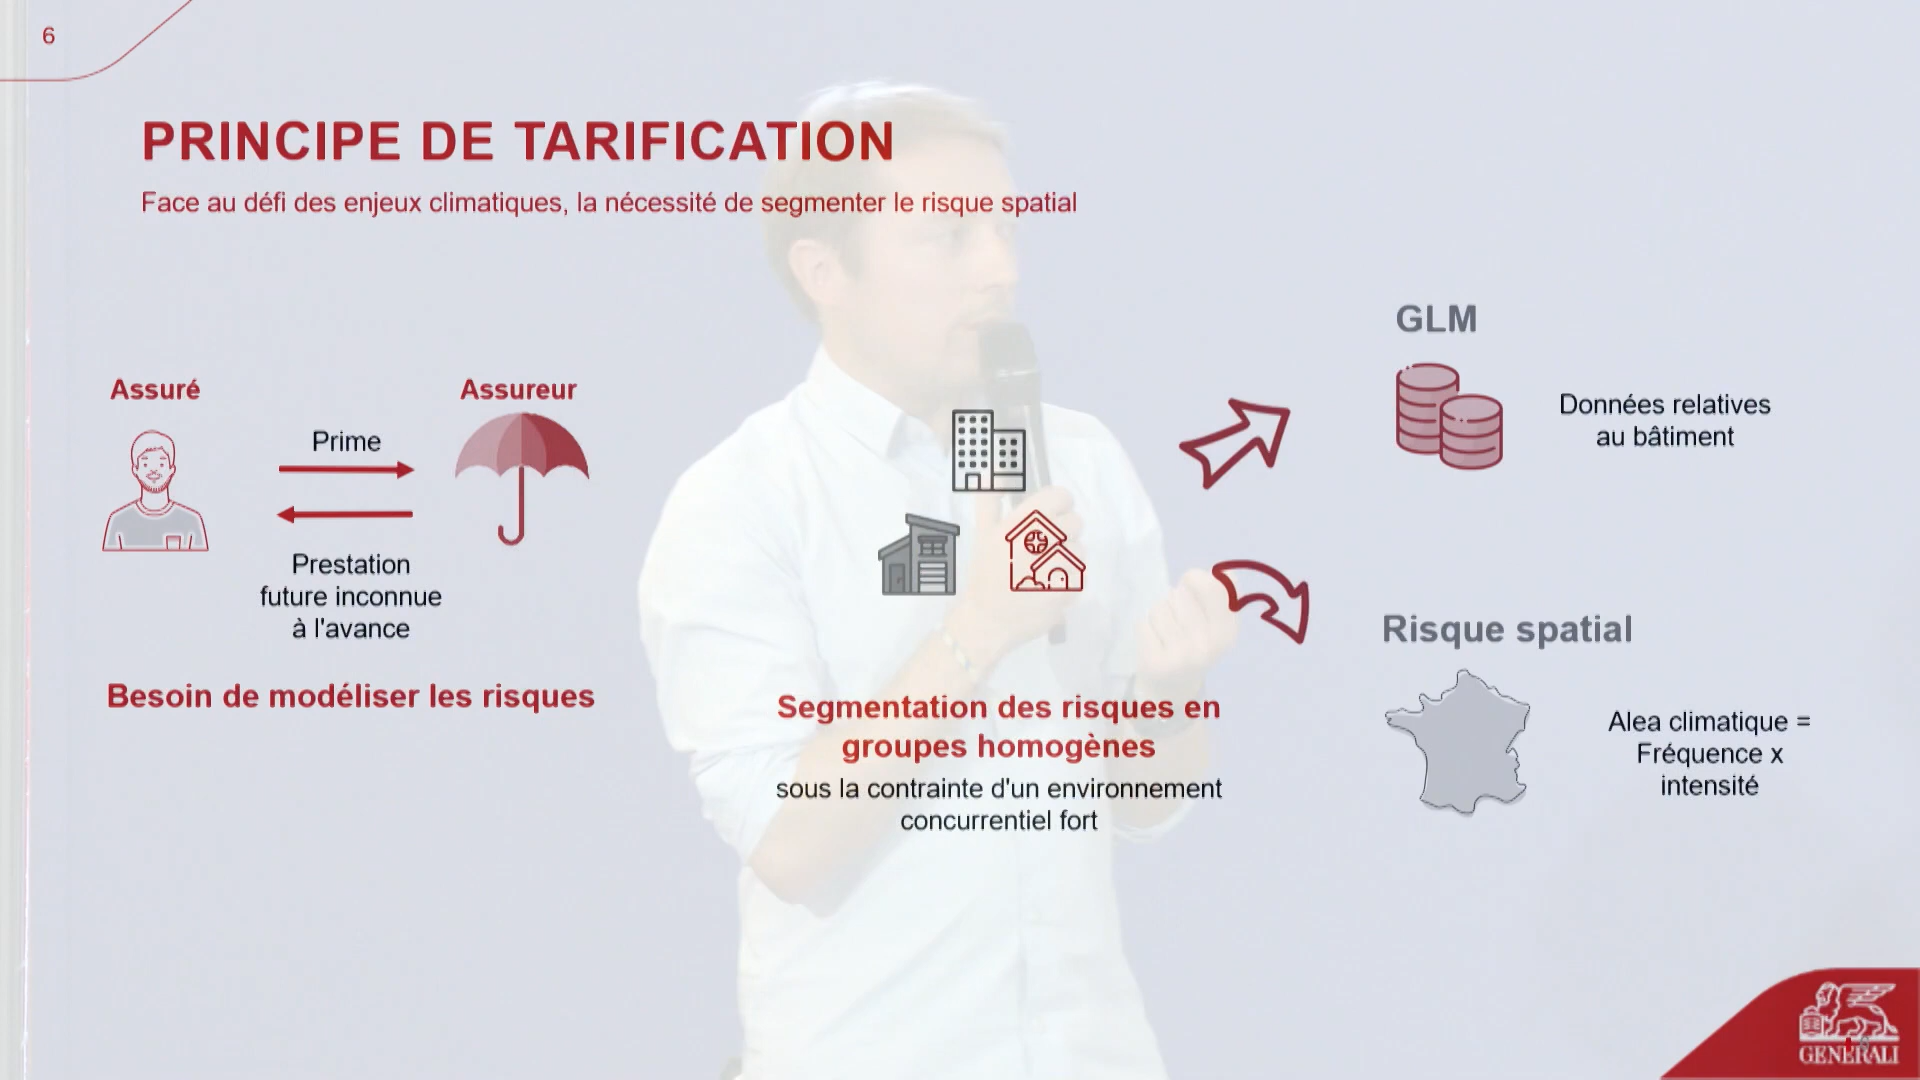 6
PRINCIPE DE TARIFICATION
Face au défi des enjeux climatiques, la nécessité de segmenter le risque spatial
Assuré
Assureur
Prime
Prestation
future inconnue
à l'avance
Besoin de modéliser les risques
Segmentation des risques en
groupes homogènes
sous la contrainte d'un environnement
concurrentiel fort
GLM
Données relatives
au bâtiment
Risque spatial
Alea climatique =
Fréquence x
intensité
GENERALI